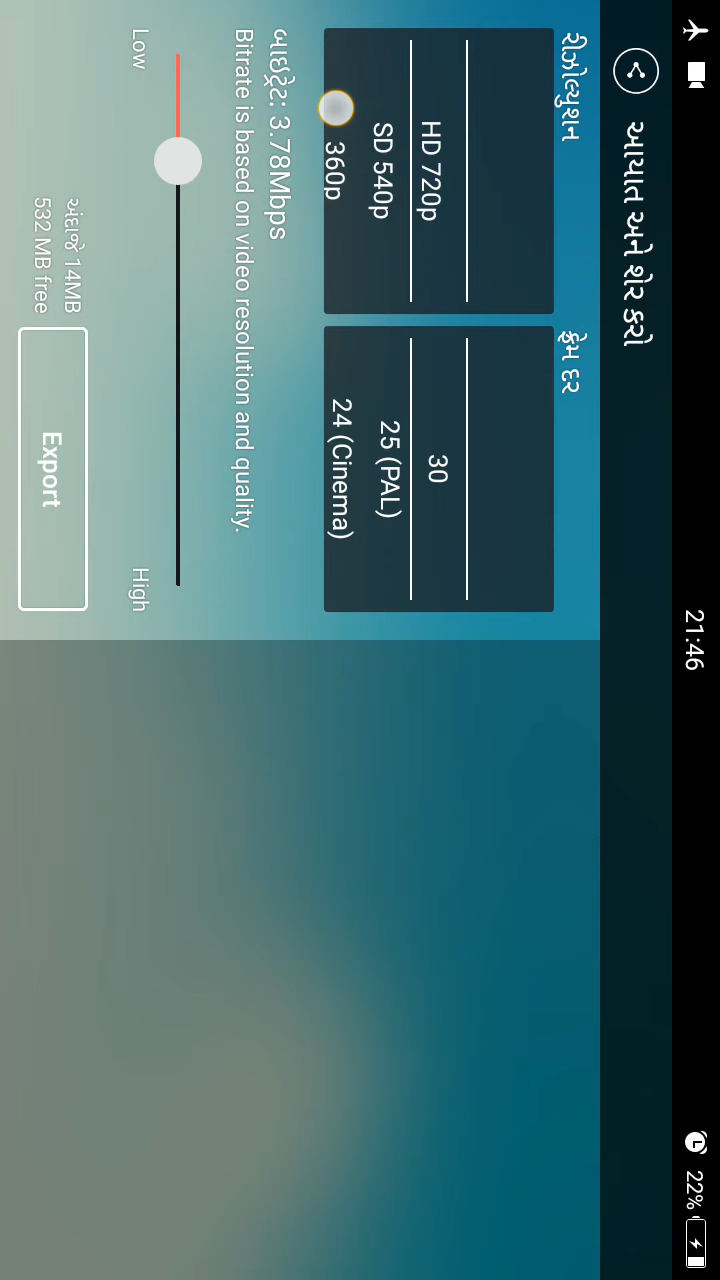 21:46
22%
આયાત અને શેર કરો
રીઝોલ્યુશન
HD 720p
SD 540p
360p
ફ્રેમ દર
30
25 (PAL)
24 (Cinema)
બાઇટ્રેટ: 3.78Mbps
Bitrate is based on video resolution and quality.
Low
High
અંદાજે 14MB
532 MB free
Export